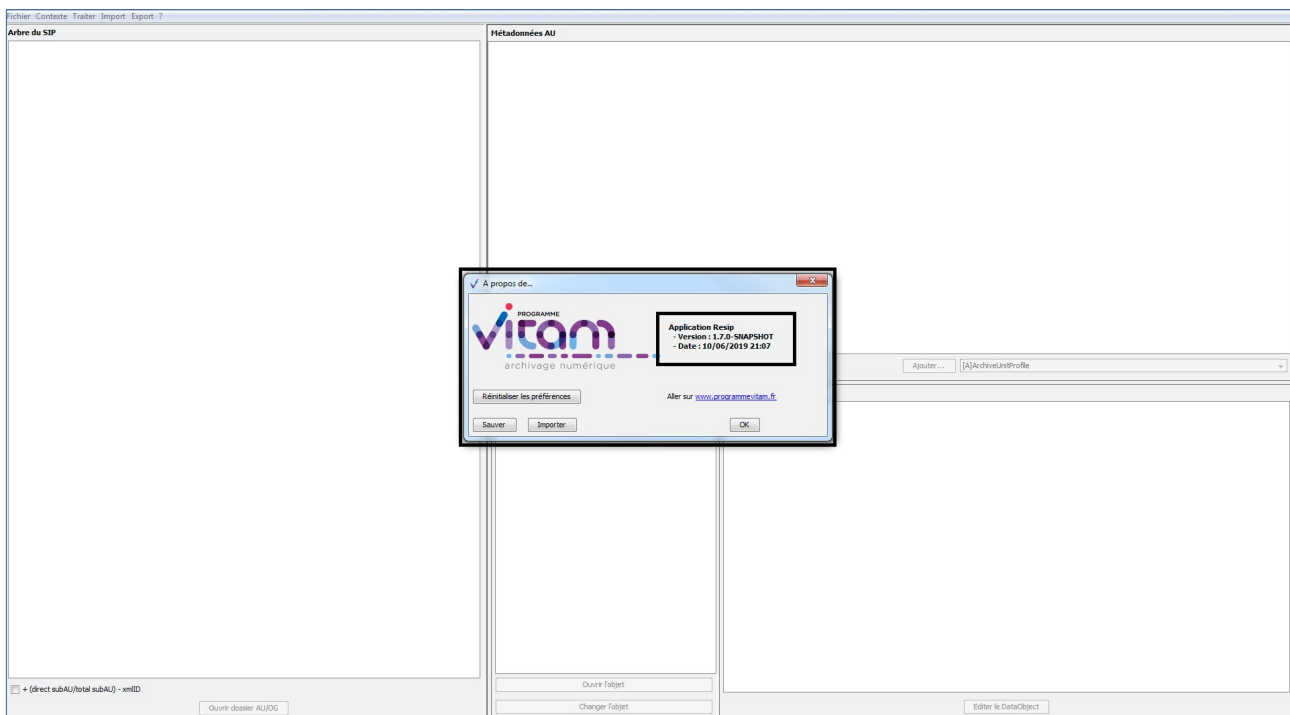 Fichier Contexte Traiter Import Export ?
Arbre du SIP
Métadonnées AU
A propos de...
PROGRAMME
vitam
archivage numérique
Application Resip
- Version : 1.7.0-SNAPSHOT
- Date : 10/06/2019 21:07
Réinitialiser les préférences
Aller sur www.programmevitam.fr
Sauver
Importer
OK
Ajouter...
[A]ArchiveUnitProfile
+ (direct subAU/total subAU) - xmlID
Ouvrir dossier AU/OG
Ouvrir l'objet
Changer l'objet
Editer le DataObject